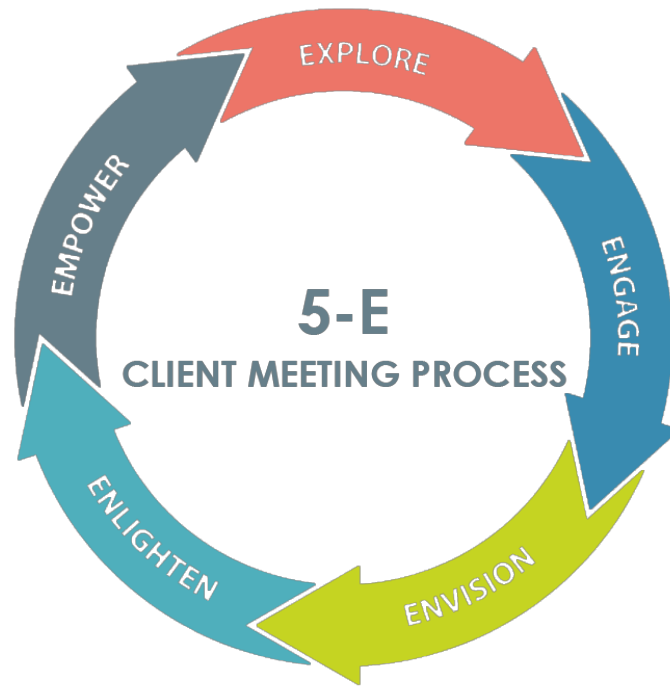 EXPLORE
ENGAGE
ENVISION
ENLIGHTEN
EMPOWER
5-E
CLIENT MEETING PROCESS